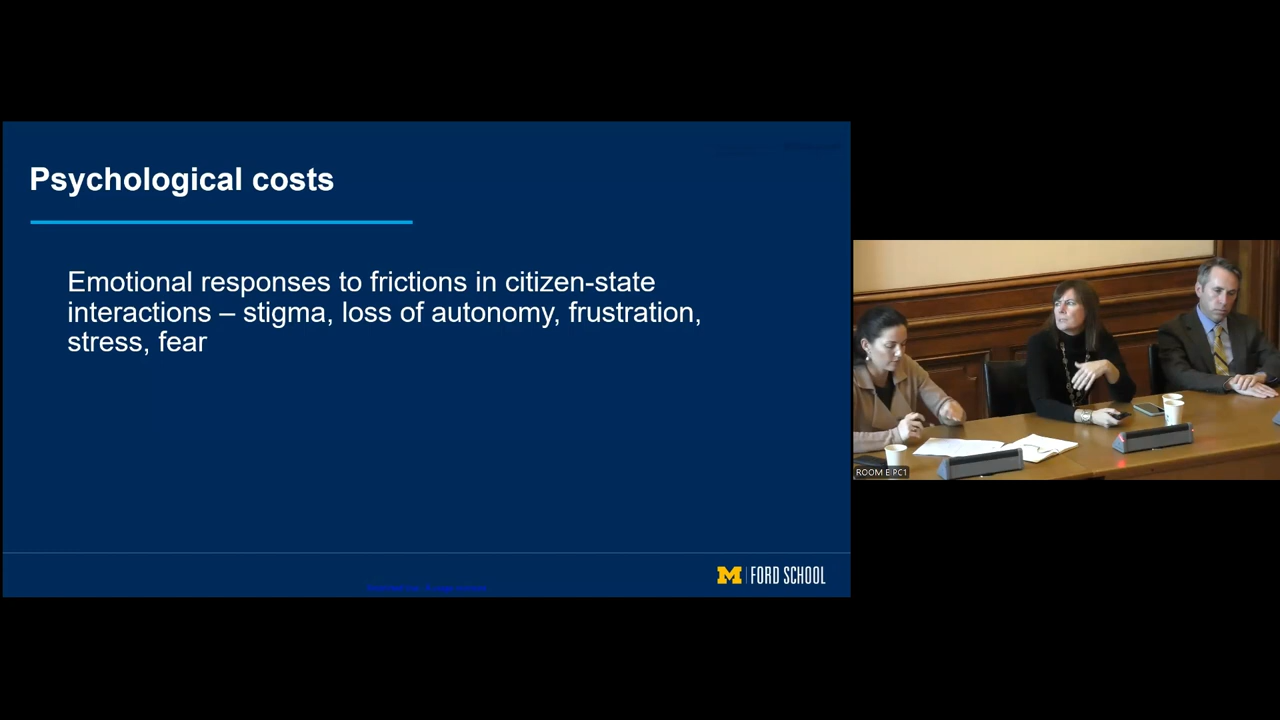 Psychological costs
Emotional responses to frictions in citizen-state
interactions – stigma, loss of autonomy, frustration,
stress, fear
M FORD SCHOOL
ROOM E PC1